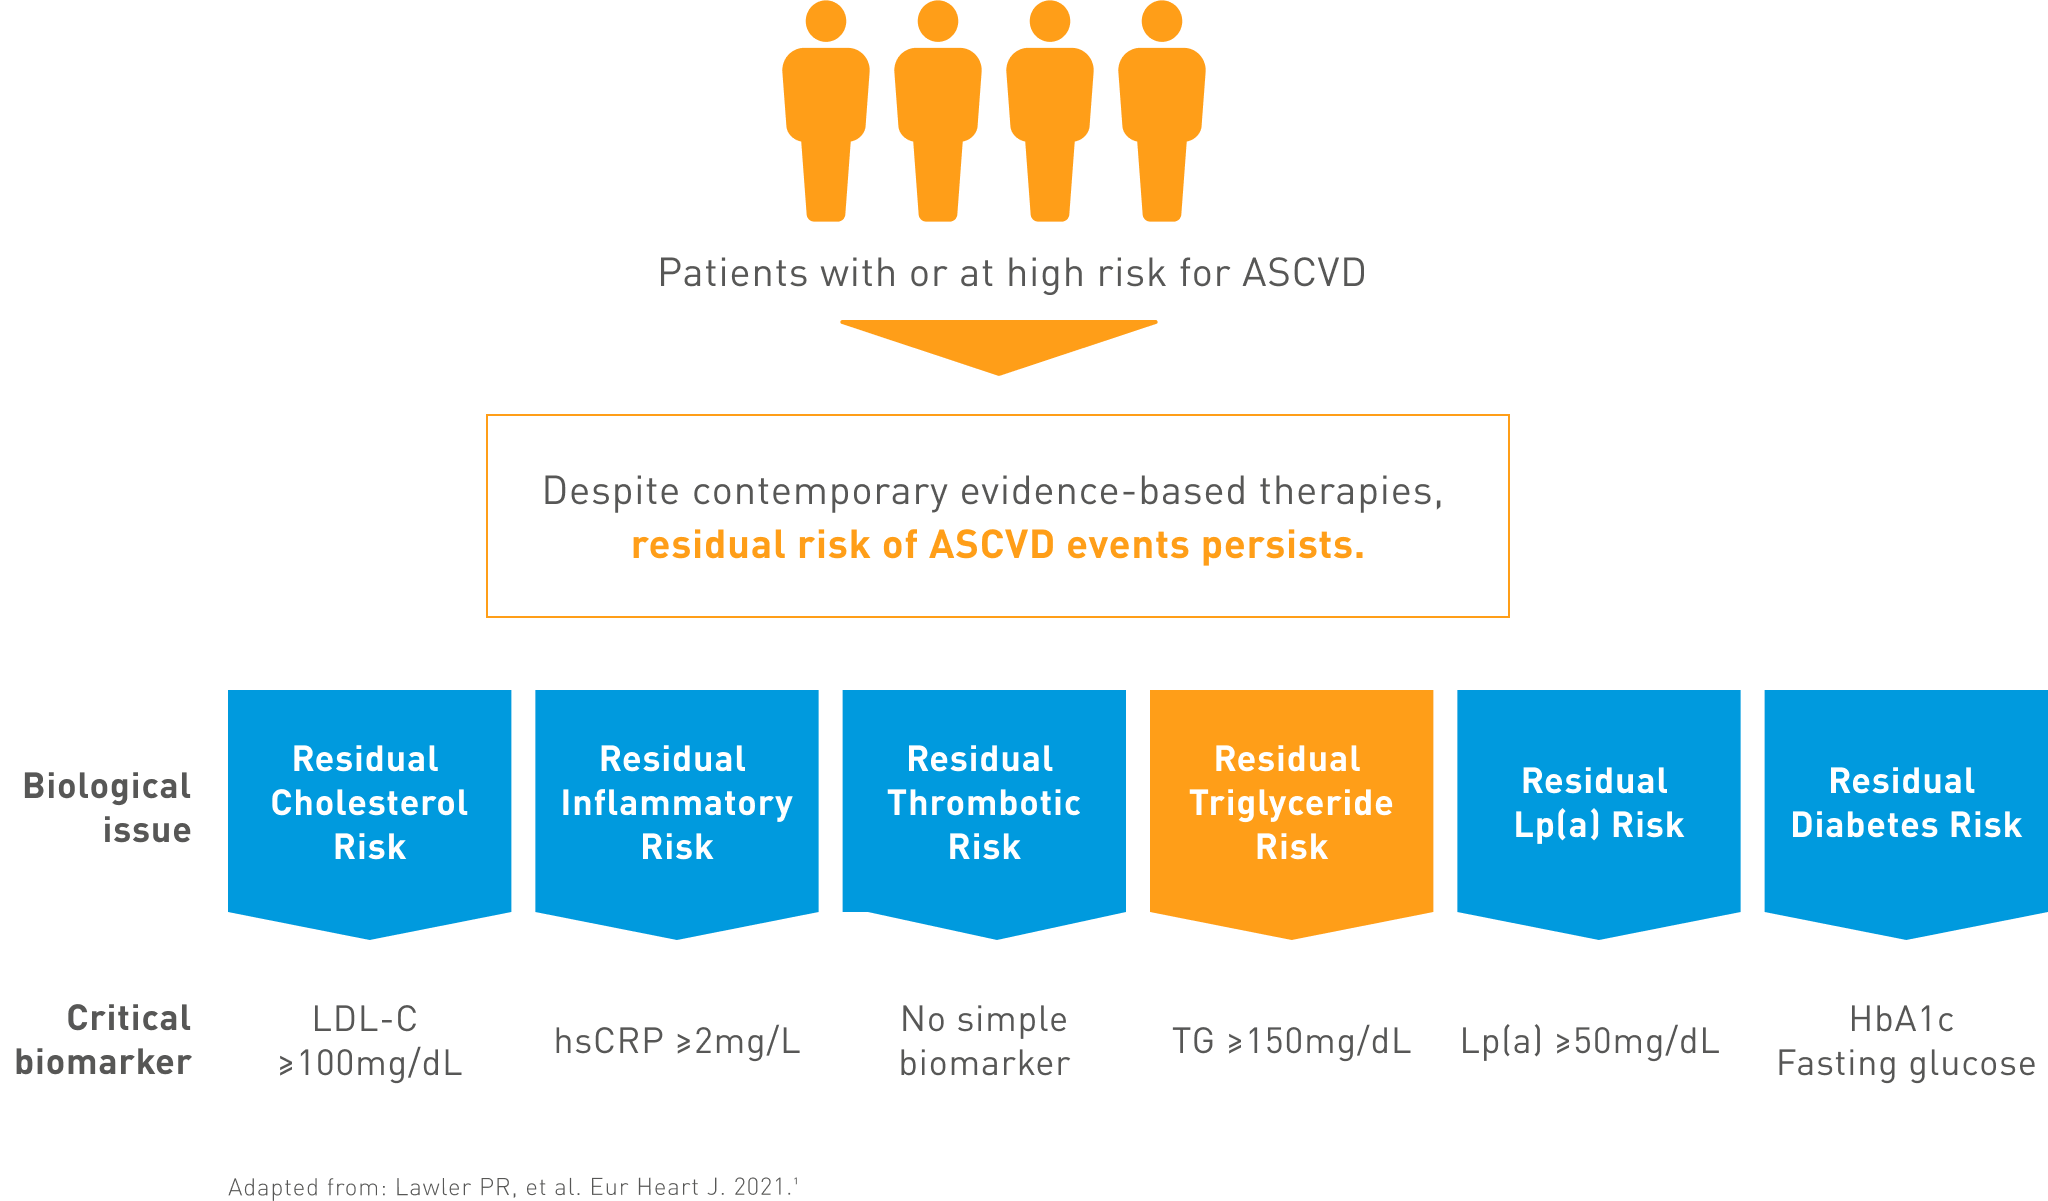 Patients with or at high risk for ASCVD
Despite contemporary evidence-based therapies,
residual risk of ASCVD events persists.
Biological
issue
Residual
Cholesterol
Risk
Residual
Inflammatory
Risk
Residual
Thrombotic
Risk
Residual
Triglyceride
Risk
Residual
Lp(a) Risk
Residual
Diabetes Risk
Critical
biomarker
LDL-C
⩾100mg/dL
hsCRP ⩾2mg/L
No simple
biomarker
TG ⩾150mg/dL
Lp(a) ⩾50mg/dL
HbA1c
Fasting glucose
Adapted from: Lawler PR, et al. Eur Heart J. 2021.¹